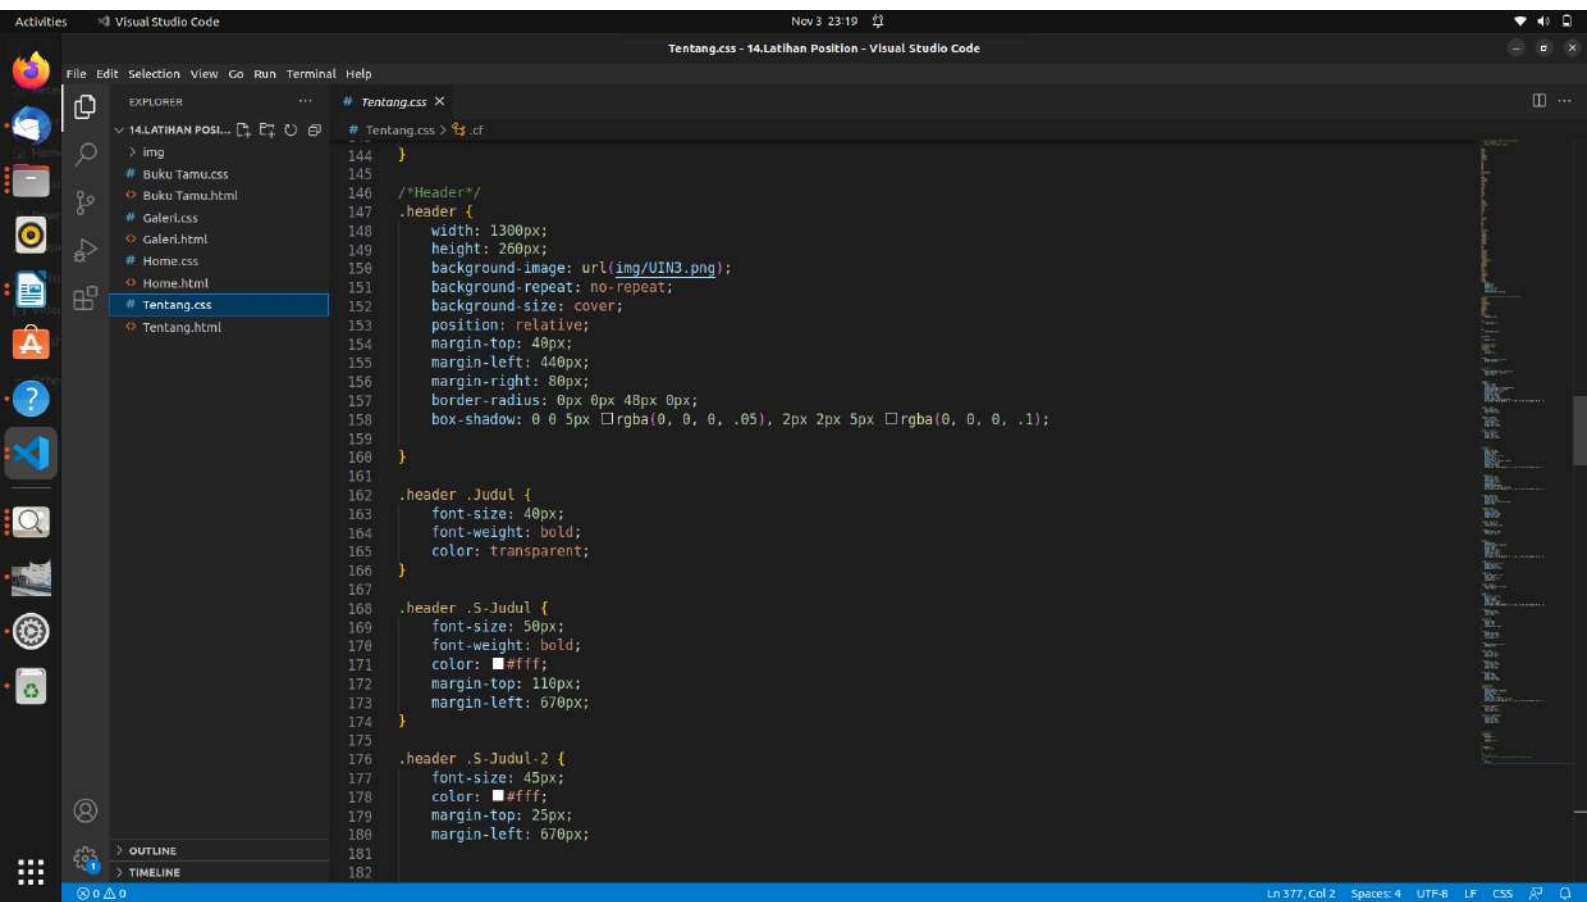 Activities Visual Studio Code Nov 3 23:19
Tentang.css - 14.Latihan Position - Visual Studio Code
File Edit Selection View Go Run Terminal Help
EXPLORER ··· # Tentang.css ×
14.LATIHAN POSI... # Tentang.css > .cf
> img
# Buku Tamu.css
<> Buku Tamu.html
# Galeri.css
<> Galeri.html
# Home.css
<> Home.html
# Tentang.css
<> Tentang.html
> OUTLINE
> TIMELINE
144 }
145
146 /*Header*/
147 .header {
148 width: 1300px;
149 height: 260px;
150 background-image: url(img/UIN3.png);
151 background-repeat: no-repeat;
152 background-size: cover;
153 position: relative;
154 margin-top: 40px;
155 margin-left: 440px;
156 margin-right: 80px;
157 border-radius: 0px 0px 48px 0px;
158 box-shadow: 0 0 5px rgba(0, 0, 0, .05), 2px 2px 5px rgba(0, 0, 0, .1);
159
160 }
161
162 .header .Judul {
163 font-size: 40px;
164 font-weight: bold;
165 color: transparent;
166 }
167
168 .header .S-Judul {
169 font-size: 50px;
170 font-weight: bold;
171 color: #fff;
172 margin-top: 110px;
173 margin-left: 670px;
174 }
175
176 .header .S-Judul-2 {
177 font-size: 45px;
178 color: #fff;
179 margin-top: 25px;
180 margin-left: 670px;
181
182
0 0 Ln 377, Col 2 Spaces: 4 UTF-8 LF CSS